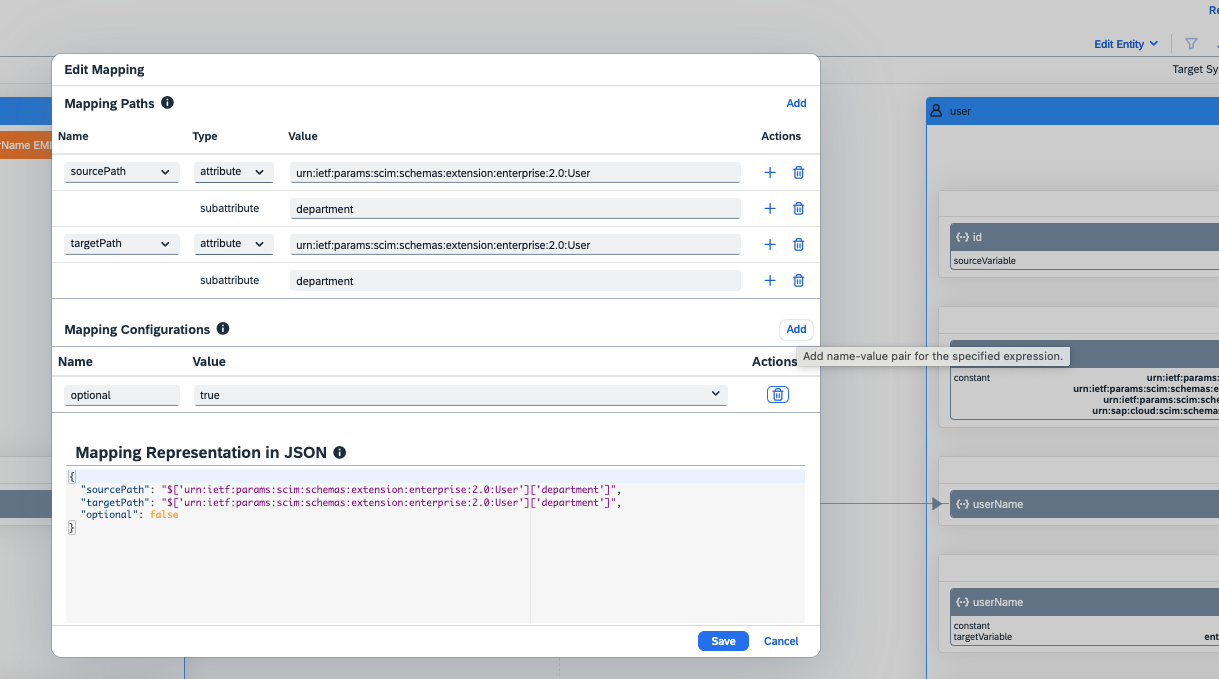 Re
Edit Entity
Target Sy
Edit Mapping
Mapping Paths
Add
Name Type Value Actions
sourcePath attribute urn:ietf:params:scim:schemas:extension:enterprise:2.0:User
subattribute department
targetPath attribute urn:ietf:params:scim:schemas:extension:enterprise:2.0:User
subattribute department
Mapping Configurations
Add
Add name-value pair for the specified expression.
Name Value Actions
optional true
Mapping Representation in JSON
{
"sourcePath": "$['urn:ietf:params:scim:schemas:extension:enterprise:2.0:User']['department']",
"targetPath": "$['urn:ietf:params:scim:schemas:extension:enterprise:2.0:User']['department']",
"optional": false
}
Save Cancel
rName EM
user
id
sourceVariable
constant urn:ietf:params:
urn:ietf:params:scim:schemas:e
urn:ietf:params:scim:sche
urn:sap:cloud:scim:schemas
userName
userName
constant
targetVariable ent